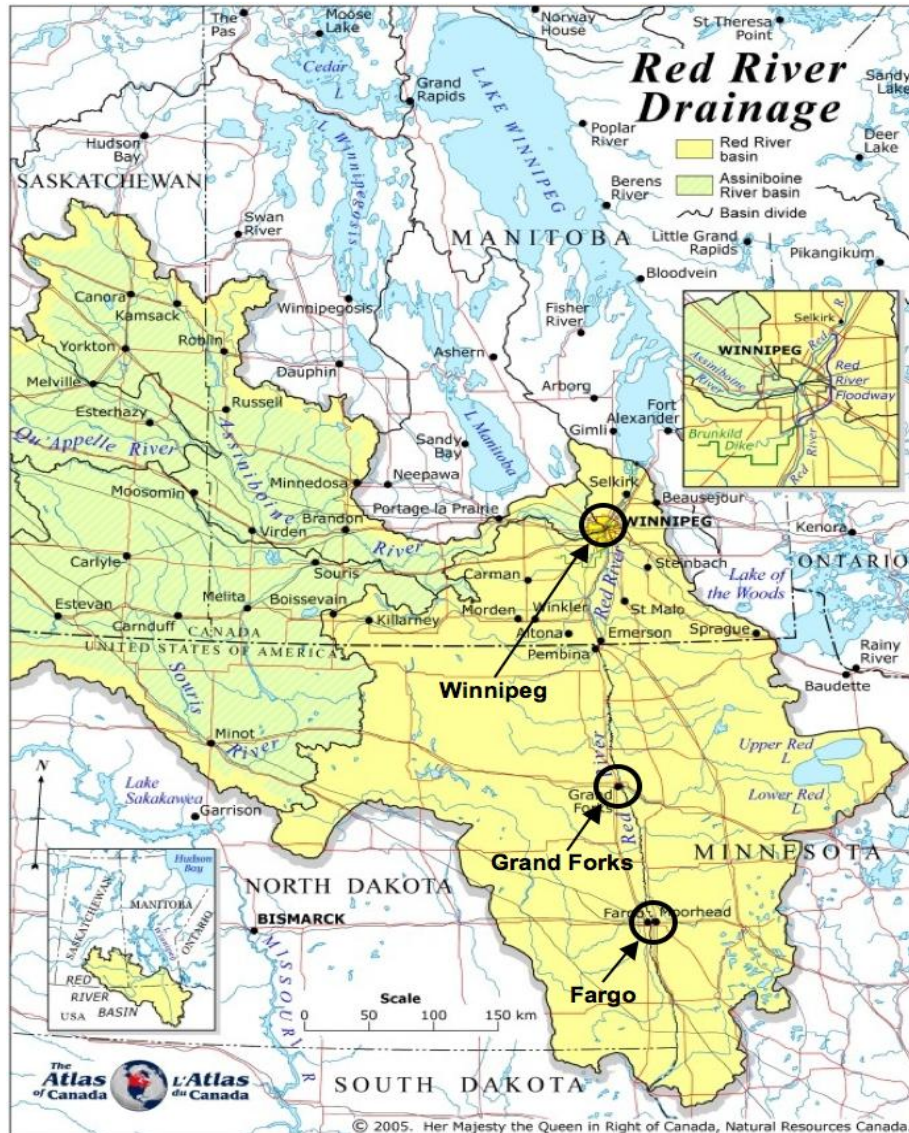 The
Pas
Moose
Lake
Norway
House
St Theresa
Point
Cedar
L
Grand
Rapids
Red River
Drainage
Sandy
Lake
LAKE WINNIPEG
L Winnipegosis
Hudson
Bay
Poplar
River
Deer
Lake
Red River
basin
Assiniboine
River basin
Basin divide
SASKATCHEWAN
Berens
River
Swan
River
MANITOBA
Little Grand
Rapids
Pikangikum
Bloodvein
Canora
Kamsack
Winnipegosis
Fisher
River
Selkirk
Yorkton
Roblin
Ashern
WINNIPEG
Red R
Assiniboine
River
Red
River
Floodway
Melville
Dauphin
Arborg
Esterhazy
Russell
Fort
Alexander
Gimli
Brunkild
Dike
Red River
Qu'Appelle River
Assiniboine
River
L Manitoba
Sandy
Bay
Moosomin
Minnedosa
Neepawa
Selkirk
Beausejour
Portage la Prairie
WINNIPEG
Kenora
Virden
Brandon
ONTARIO
Carlyle
Souris
Carman
Steinbach
Lake of
the Woods
Red River
Estevan
Melita
Boissevain
Morden
Winkler
St Malo
Carnduff
Killarney
Altona
Emerson
Sprague
CANADA
UNITED STATES OF AMERICA
Pembina
Rainy
River
Baudette
Winnipeg
Souris
River
Minot
Upper Red
L
Lower Red
L
N
Lake
Sakakawea
Garrison
Grand
Forks
Red River
Grand Forks
MINNESOTA
NORTH DAKOTA
BISMARCK
Fargo
Moorhead
Fargo
MISSOURI R
Hudson
Bay
SASKATCHEWAN
MANITOBA
ONTARIO
L Winnipeg
RED
RIVER
BASIN
USA
Scale
0 50 100 150 km
SOUTH DAKOTA
The
Atlas
of Canada
L'Atlas
du Canada
© 2005. Her Majesty the Queen in Right of Canada, Natural Resources Canada.